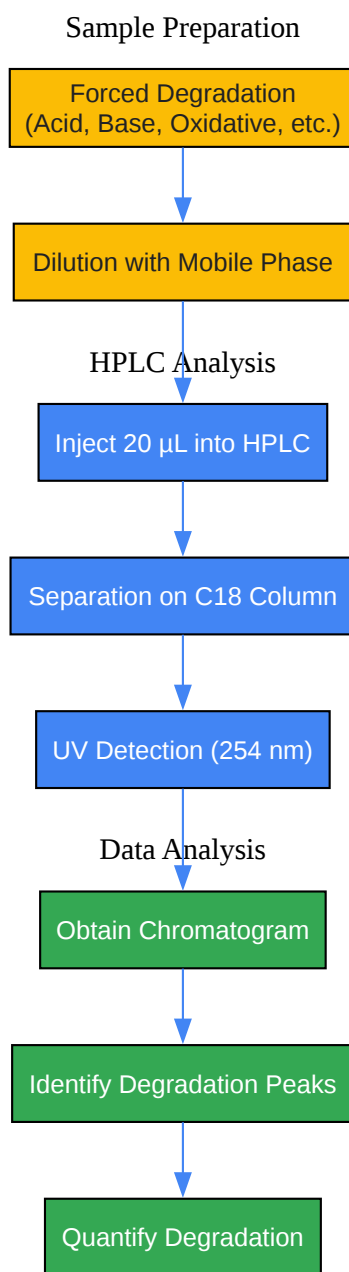 Sample Preparation
Forced Degradation
(Acid, Base, Oxidative, etc.)
Dilution with Mobile Phase
HPLC Analysis
Inject 20 µL into HPLC
Separation on C18 Column
UV Detection (254 nm)
Data Analysis
Obtain Chromatogram
Identify Degradation Peaks
Quantify Degradation